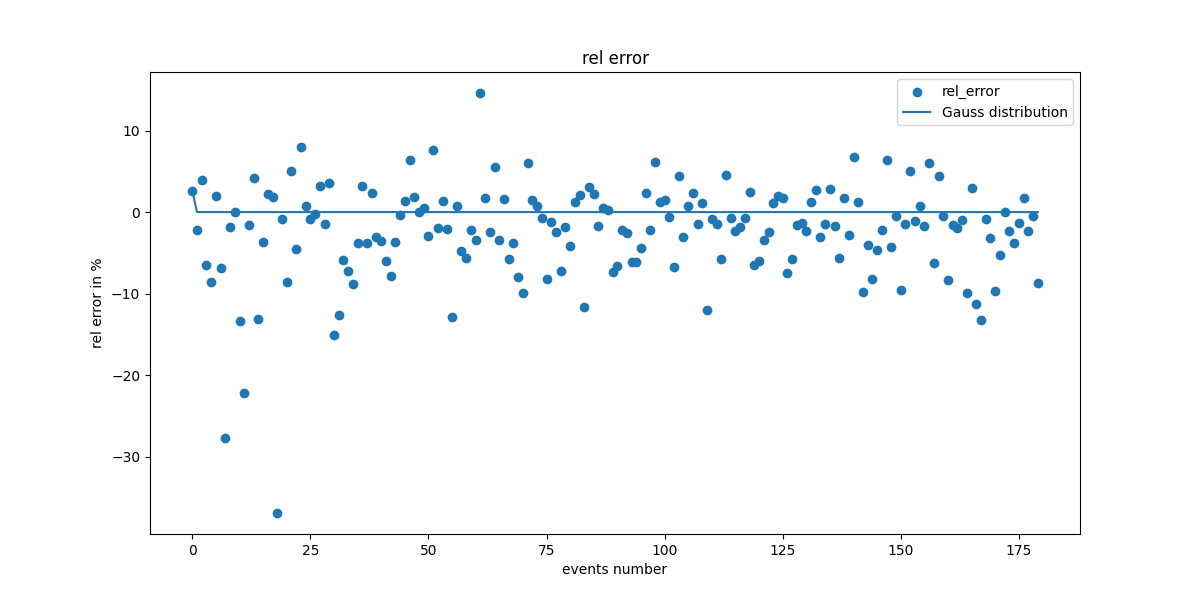 rel error
rel_error
Gauss distribution
rel error in %
10
0
−10
−20
−30
0 25 50 75 100 125 150 175
events number